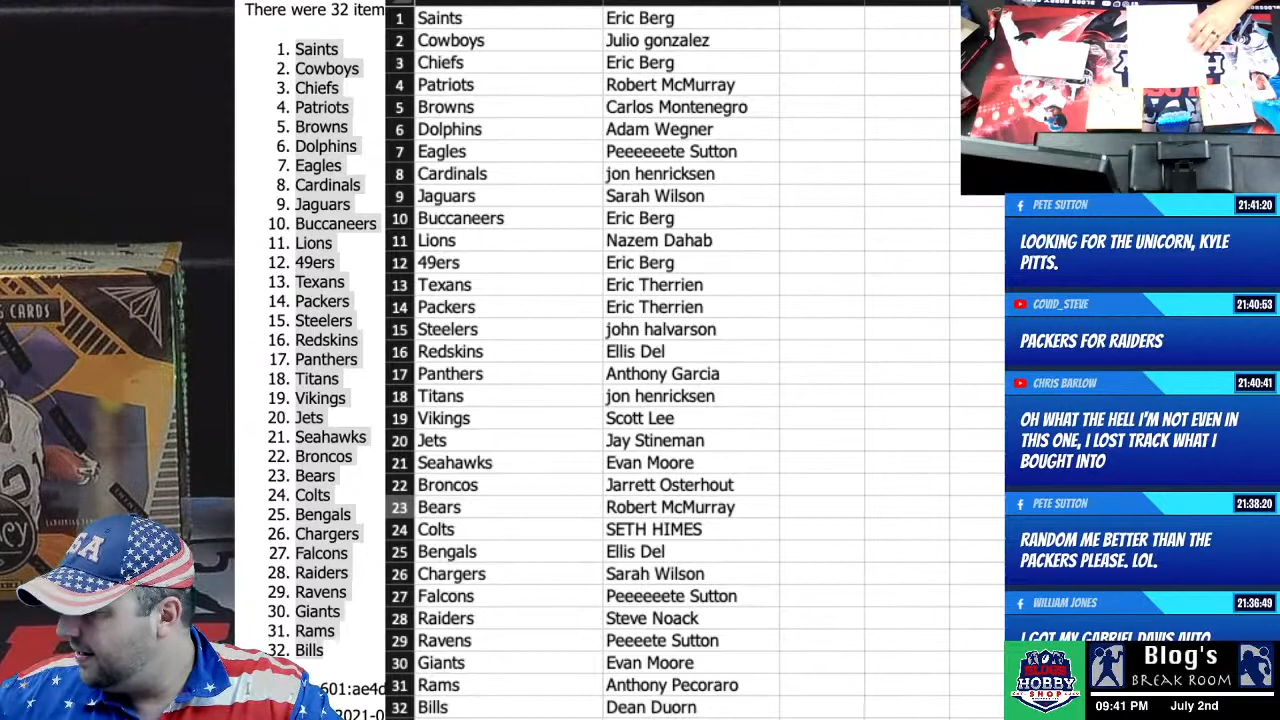 There were 32 item
1. Saints
2. Cowboys
3. Chiefs
4. Patriots
5. Browns
6. Dolphins
7. Eagles
8. Cardinals
9. Jaguars
10. Buccaneers
11. Lions
12. 49ers
13. Texans
14. Packers
15. Steelers
16. Redskins
17. Panthers
18. Titans
19. Vikings
20. Jets
21. Seahawks
22. Broncos
23. Bears
24. Colts
25. Bengals
26. Chargers
27. Falcons
28. Raiders
29. Ravens
30. Giants
31. Rams
32. Bills
601:ae4d
3021-0
1 Saints Eric Berg
2 Cowboys Julio gonzalez
3 Chiefs Eric Berg
4 Patriots Robert McMurray
5 Browns Carlos Montenegro
6 Dolphins Adam Wegner
7 Eagles Peeeeeete Sutton
8 Cardinals jon henricksen
9 Jaguars Sarah Wilson
10 Buccaneers Eric Berg
11 Lions Nazem Dahab
12 49ers Eric Berg
13 Texans Eric Therrien
14 Packers Eric Therrien
15 Steelers john halvarson
16 Redskins Ellis Del
17 Panthers Anthony Garcia
18 Titans jon henricksen
19 Vikings Scott Lee
20 Jets Jay Stineman
21 Seahawks Evan Moore
22 Broncos Jarrett Osterhout
23 Bears Robert McMurray
24 Colts SETH HIMES
25 Bengals Ellis Del
26 Chargers Sarah Wilson
27 Falcons Peeeeeete Sutton
28 Raiders Steve Noack
29 Ravens Peeeete Sutton
30 Giants Evan Moore
31 Rams Anthony Pecoraro
32 Bills Dean Duorn
G CARDS
PETE SUTTON 21:41:20
LOOKING FOR THE UNICORN, KYLE
PITTS.
COVID_STEVE 21:40:53
PACKERS FOR RAIDERS
CHRIS BARLOW 21:40:41
OH WHAT THE HELL I'M NOT EVEN IN
THIS ONE, I LOST TRACK WHAT I
BOUGHT INTO
PETE SUTTON 21:38:20
RANDOM ME BETTER THAN THE
PACKERS PLEASE. LOL.
WILLIAM JONES 21:36:49
I GOT MY GABRIEL DAVIS AUTO
BLOGS
HOBBY
SHOP
Blog's
BREAK ROOM
09:41 PM July 2nd